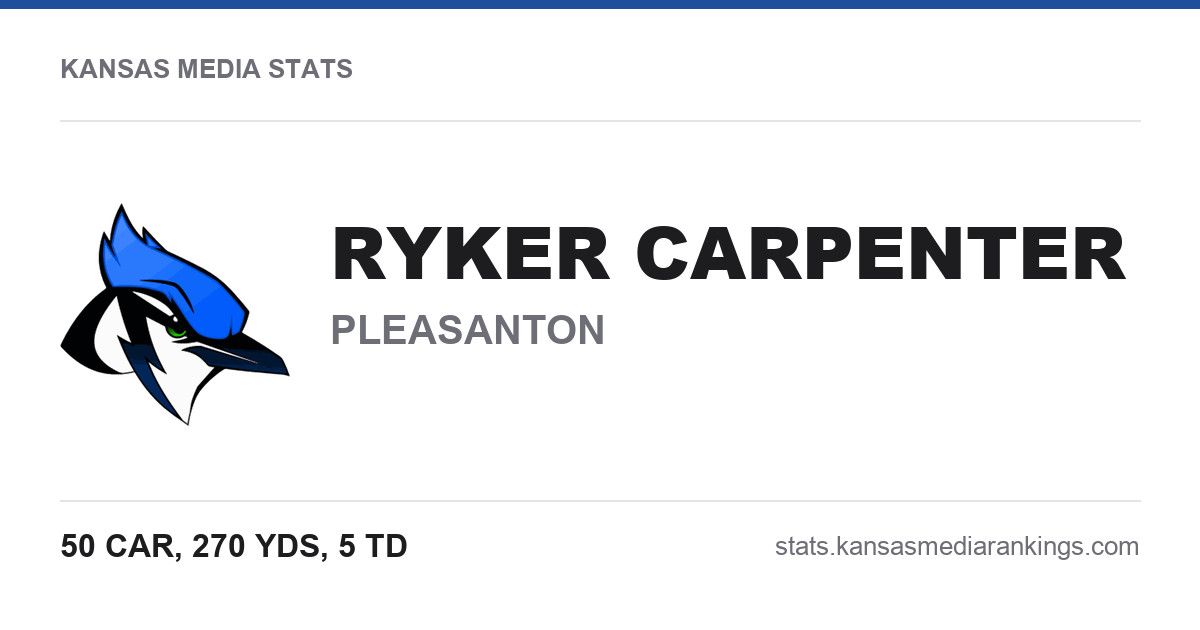 KANSAS MEDIA STATS
RYKER CARPENTER
PLEASANTON
50 CAR, 270 YDS, 5 TD
stats.kansasmediarankings.com